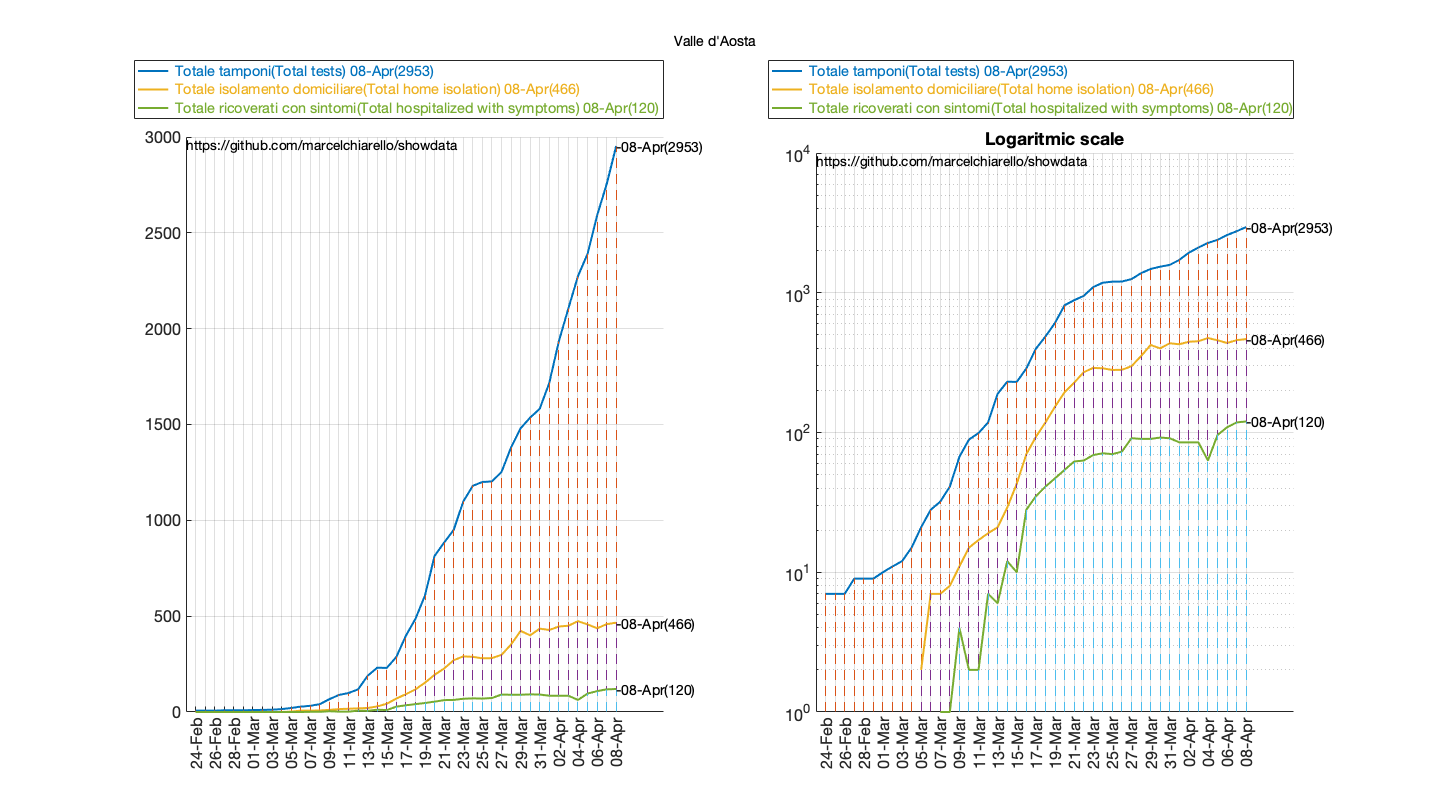 Valle d'Aosta
Totale tamponi(Total tests) 08-Apr(2953)
Totale isolamento domiciliare(Total home isolation) 08-Apr(466)
Totale ricoverati con sintomi(Total hospitalized with symptoms) 08-Apr(120)
3000
https://github.com/marcelchiarello/showdata
08-Apr(2953)
2500
2000
1500
1000
500
08-Apr(466)
08-Apr(120)
0
24-Feb
26-Feb
28-Feb
01-Mar
03-Mar
05-Mar
07-Mar
09-Mar
11-Mar
13-Mar
15-Mar
17-Mar
19-Mar
21-Mar
23-Mar
25-Mar
27-Mar
29-Mar
31-Mar
02-Apr
04-Apr
06-Apr
08-Apr
Totale tamponi(Total tests) 08-Apr(2953)
Totale isolamento domiciliare(Total home isolation) 08-Apr(466)
Totale ricoverati con sintomi(Total hospitalized with symptoms) 08-Apr(120)
Logaritmic scale
10^4
https://github.com/marcelchiarello/showdata
08-Apr(2953)
10^3
08-Apr(466)
10^2
08-Apr(120)
10^1
10^0
24-Feb
26-Feb
28-Feb
01-Mar
03-Mar
05-Mar
07-Mar
09-Mar
11-Mar
13-Mar
15-Mar
17-Mar
19-Mar
21-Mar
23-Mar
25-Mar
27-Mar
29-Mar
31-Mar
02-Apr
04-Apr
06-Apr
08-Apr